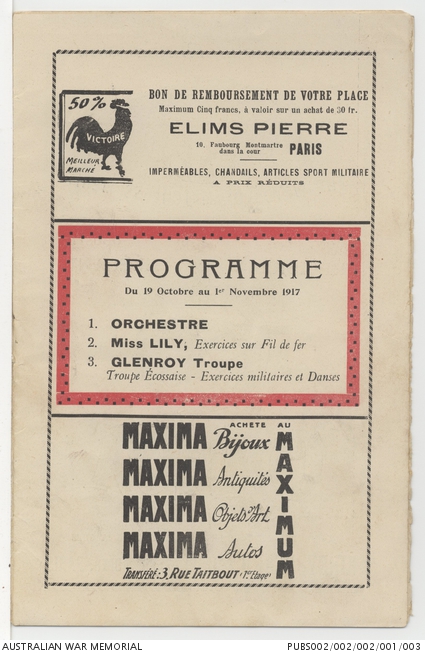 50%
VICTOIRE
MEILLEUR
MARCHÉ
BON DE REMBOURSEMENT DE VOTRE PLACE
Maximum Cinq francs, à valoir sur un achat de 30 fr.
ELIMS PIERRE
10, Faubourg Montmartre
dans la cour PARIS
IMPERMÉABLES, CHANDAILS, ARTICLES SPORT MILITAIRE
A PRIX RÉDUITS
PROGRAMME
Du 19 Octobre au 1er Novembre 1917
1. ORCHESTRE
2. Miss LILY, Exercices sur Fil de fer
3. GLENROY Troupe
Troupe Écossaise - Exercices militaires et Danses
ACHÈTE AU
MAXIMA Bijoux
MAXIMA Antiquités
MAXIMA Objets d'Art
MAXIMA Autos
MAXIMUM
TRANSFÉRÉ: 3, RUE TAITBOUT (1er Étage)
AUSTRALIAN WAR MEMORIAL
PUBS002/002/002/001/003